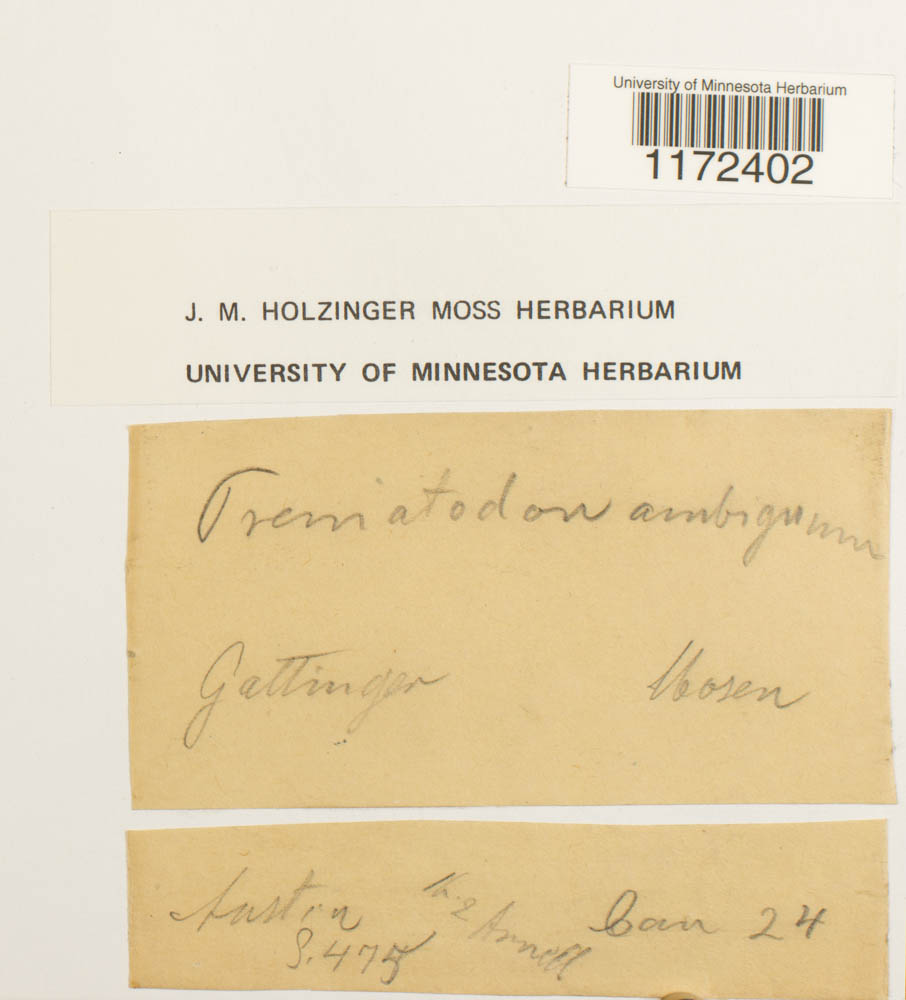 University of Minnesota Herbarium
1172402
J. M. HOLZINGER MOSS HERBARIUM
UNIVERSITY OF MINNESOTA HERBARIUM
Trematodon ambiguum
Gattinger Mosen
Austin Arnell Can 24
S. 475